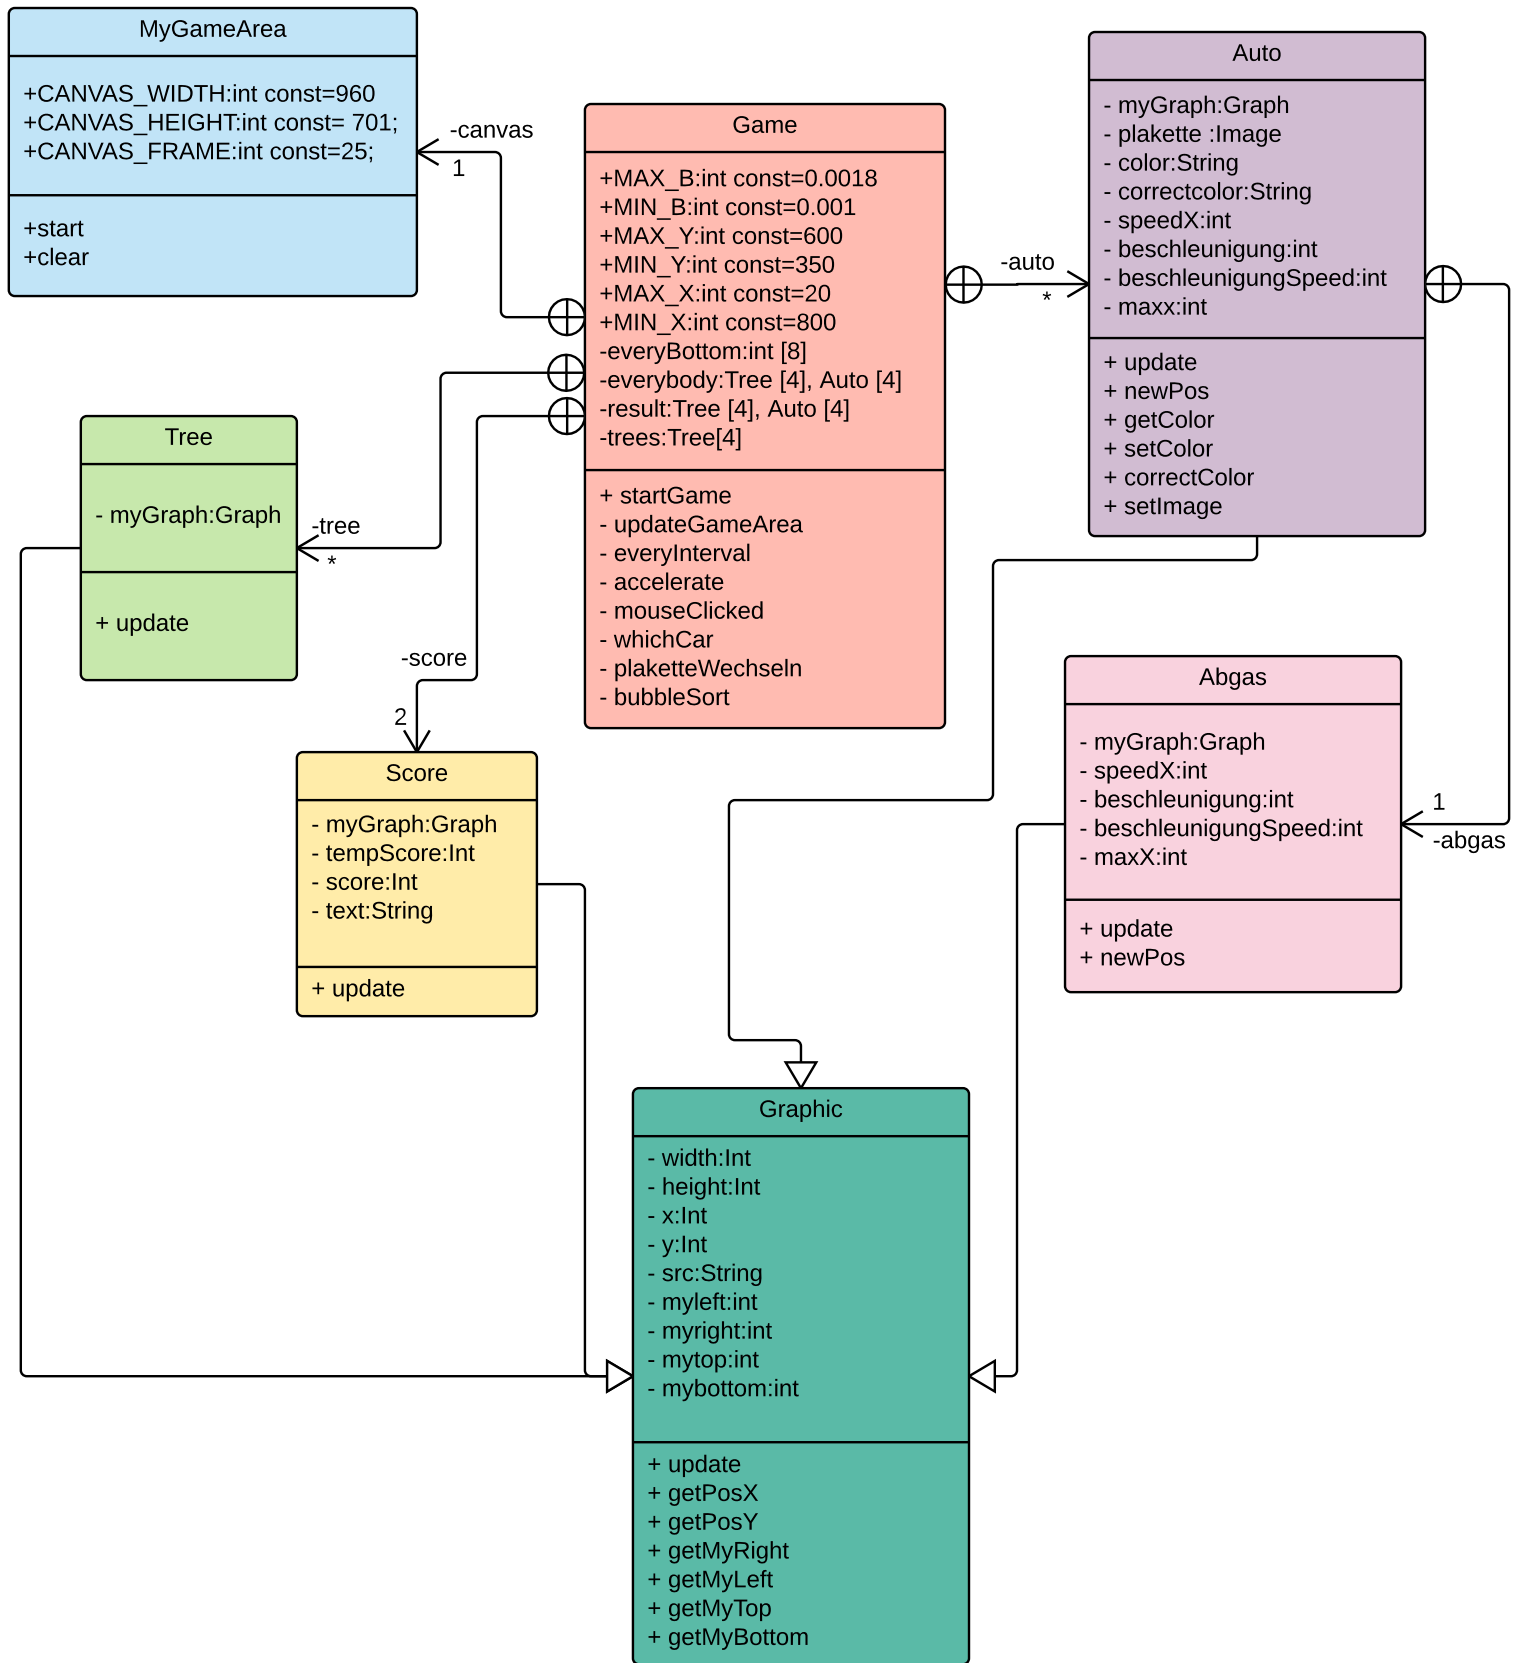 MyGameArea
+CANVAS_WIDTH:int const=960
+CANVAS_HEIGHT:int const= 701;
+CANVAS_FRAME:int const=25;
+start
+clear
-canvas
1
Game
+MAX_B:int const=0.0018
+MIN_B:int const=0.001
+MAX_Y:int const=600
+MIN_Y:int const=350
+MAX_X:int const=20
+MIN_X:int const=800
-everyBottom:int [8]
-everybody:Tree [4], Auto [4]
-result:Tree [4], Auto [4]
-trees:Tree[4]
+ startGame
- updateGameArea
- everyInterval
- accelerate
- mouseClicked
- whichCar
- plaketteWechseln
- bubbleSort
-auto
*
Auto
- myGraph:Graph
- plakette :Image
- color:String
- correctcolor:String
- speedX:int
- beschleunigung:int
- beschleunigungSpeed:int
- maxx:int
+ update
+ newPos
+ getColor
+ setColor
+ correctColor
+ setImage
Tree
- myGraph:Graph
+ update
-tree
*
-score
2
Score
- myGraph:Graph
- tempScore:Int
- score:Int
- text:String
+ update
Abgas
- myGraph:Graph
- speedX:int
- beschleunigung:int
- beschleunigungSpeed:int
- maxX:int
+ update
+ newPos
1
-abgas
Graphic
- width:Int
- height:Int
- x:Int
- y:Int
- src:String
- myleft:int
- myright:int
- mytop:int
- mybottom:int
+ update
+ getPosX
+ getPosY
+ getMyRight
+ getMyLeft
+ getMyTop
+ getMyBottom